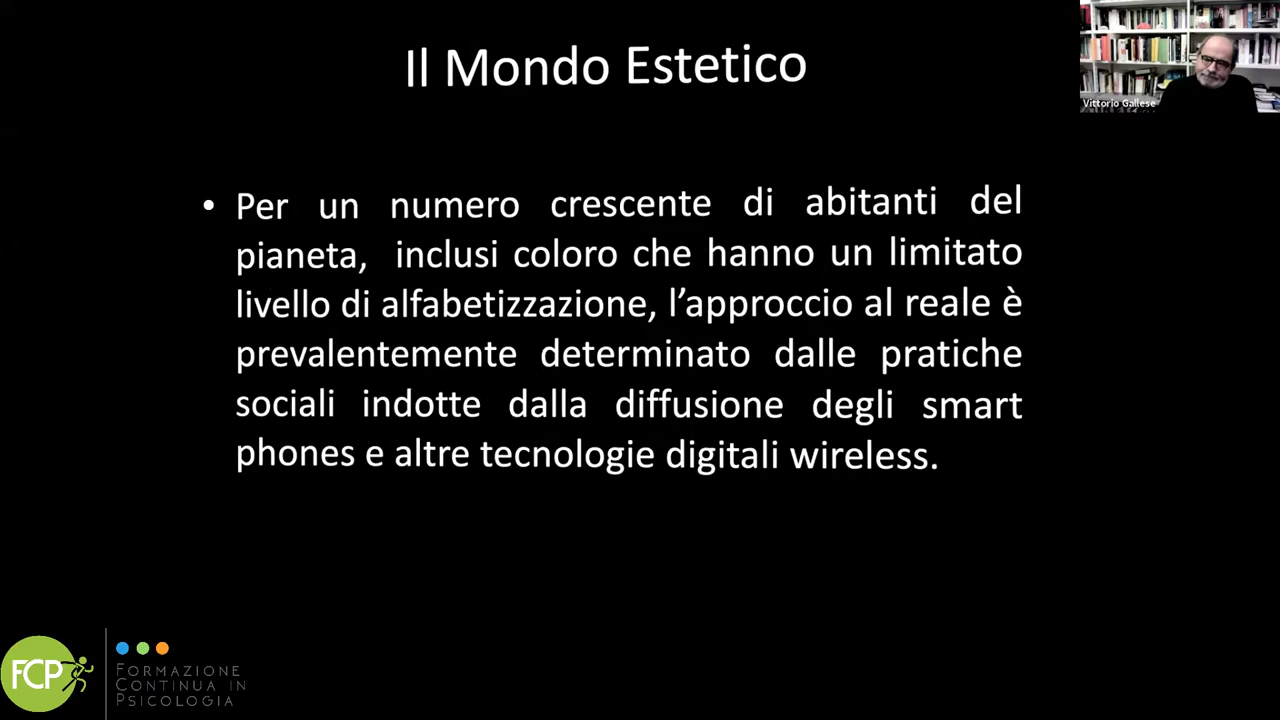 Il Mondo Estetico
Vittorio Gallese
• Per un numero crescente di abitanti del
pianeta, inclusi coloro che hanno un limitato
livello di alfabetizzazione, l’approccio al reale è
prevalentemente determinato dalle pratiche
sociali indotte dalla diffusione degli smart
phones e altre tecnologie digitali wireless.
FCP
FORMAZIONE
CONTINUA IN
PSICOLOGIA